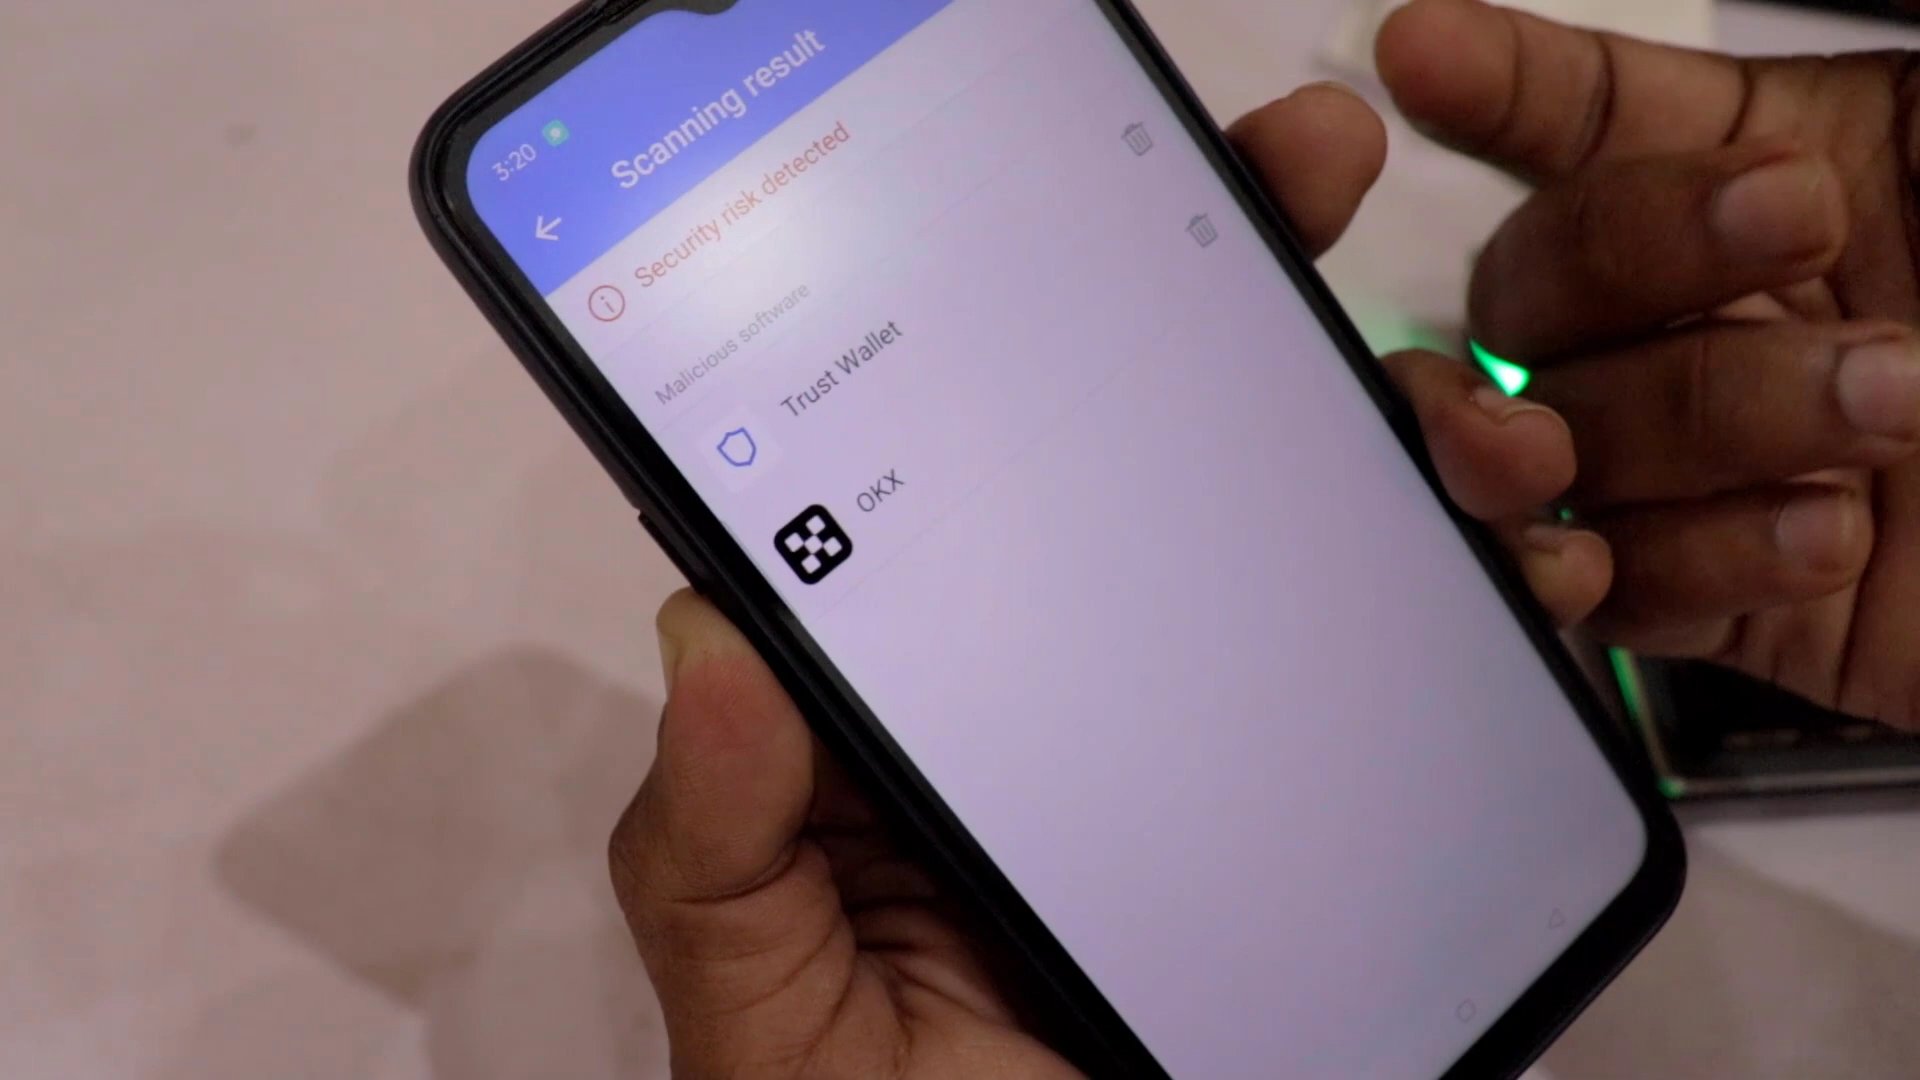 3:20
Scanning result
Security risk detected
Malicious software
Trust Wallet
OKX